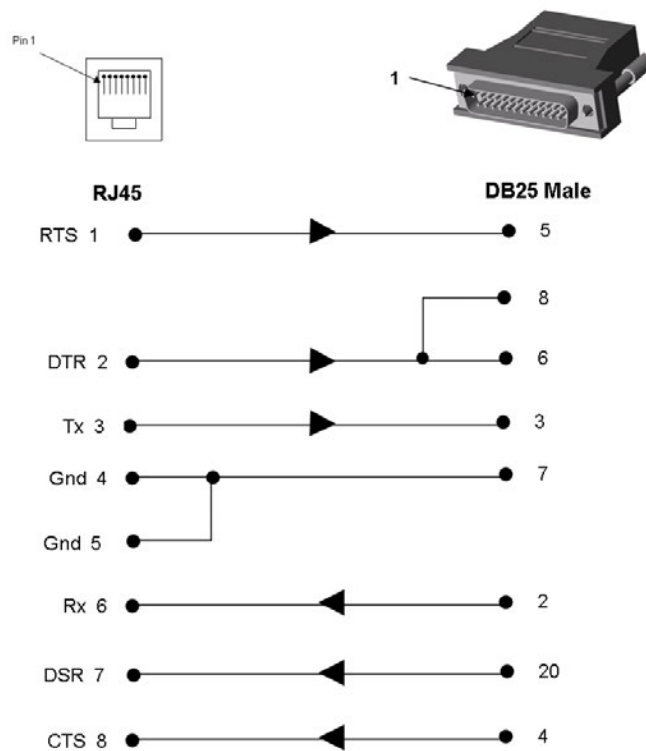 Pin 1
1
RJ45 DB25 Male
RTS 1 5
8
DTR 2 6
Tx 3 3
Gnd 4 7
Gnd 5
Rx 6 2
DSR 7 20
CTS 8 4